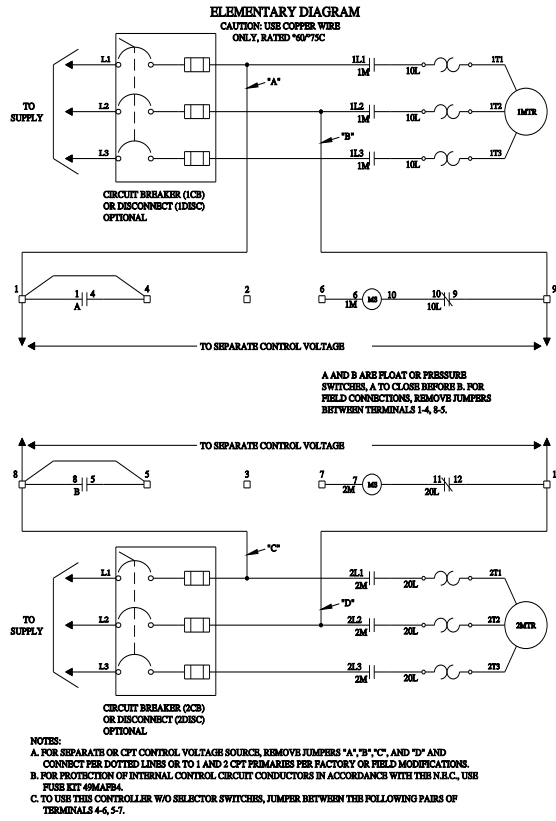 ELEMENTARY DIAGRAM
CAUTION: USE COPPER WIRE
ONLY, RATED °60/°75C
L1
1L1
1M
10L
1T1
"A"
TO
SUPPLY
L2
1L2
1M
10L
1T2
1MTR
"B"
L3
1L3
1M
10L
1T3
CIRCUIT BREAKER (1CB)
OR DISCONNECT (1DISC)
OPTIONAL
1
1
4
A
4
2
6
6
1M
MS
10
10
9
10L
9
TO SEPARATE CONTROL VOLTAGE
A AND B ARE FLOAT OR PRESSURE
SWITCHES, A TO CLOSE BEFORE B. FOR
FIELD CONNECTIONS, REMOVE JUMPERS
BETWEEN TERMINALS 1-4, 8-5.
TO SEPARATE CONTROL VOLTAGE
8
8
5
B
5
3
7
7
2M
MS
11
12
20L
1
"C"
L1
2L1
2M
20L
2T1
"D"
TO
SUPPLY
L2
2L2
2M
20L
2T2
2MTR
L3
2L3
2M
20L
2T3
CIRCUIT BREAKER (2CB)
OR DISCONNECT (2DISC)
OPTIONAL
NOTES:
A. FOR SEPARATE OR CPT CONTROL VOLTAGE SOURCE, REMOVE JUMPERS "A","B","C", AND "D" AND
CONNECT PER DOTTED LINES OR TO 1 AND 2 CPT PRIMARIES PER FACTORY OR FIELD MODIFICATIONS.
B. FOR PROTECTION OF INTERNAL CONTROL CIRCUIT CONDUCTORS IN ACCORDANCE WITH THE N.E.C., USE
FUSE KIT 49MAFB4.
C. TO USE THIS CONTROLLER W/O SELECTOR SWITCHES, JUMPER BETWEEN THE FOLLOWING PAIRS OF
TERMINALS 4-6, 5-7.